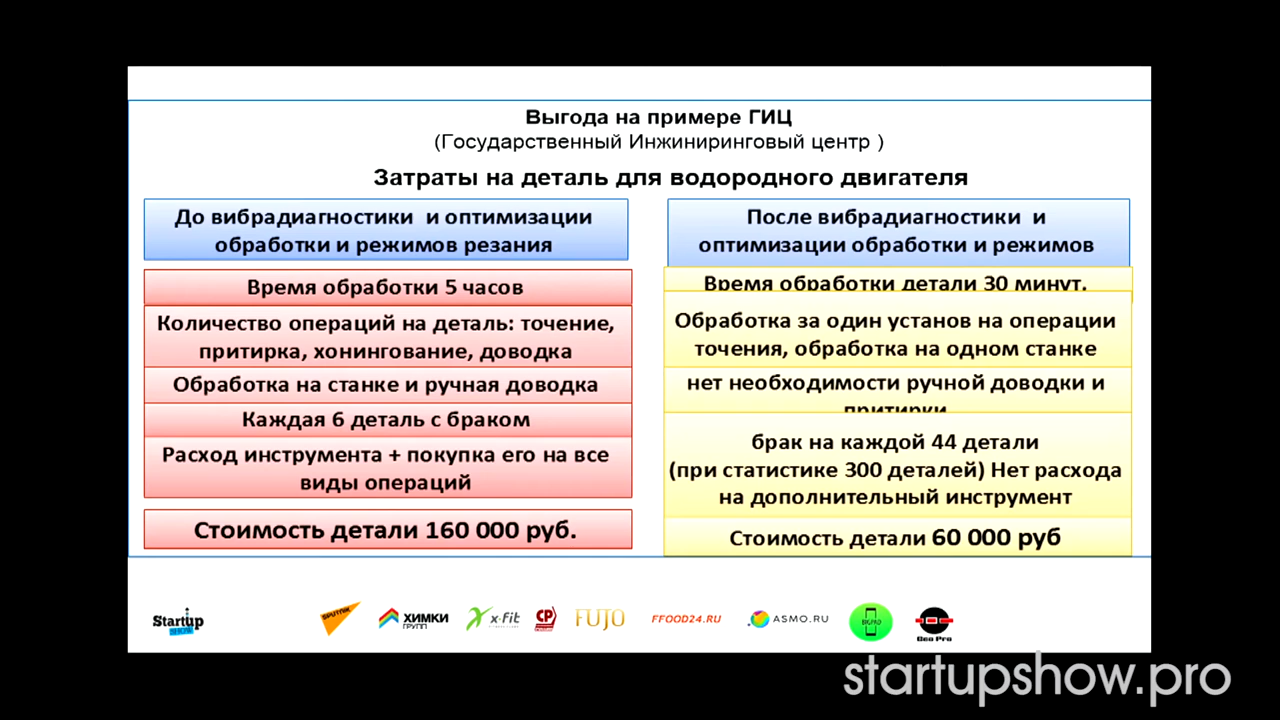 Выгода на примере ГИЦ
(Государственный Инжиниринговый центр )
Затраты на деталь для водородного двигателя
До вибрадиагностики и оптимизации
обработки и режимов резания
Время обработки 5 часов
Количество операций на деталь: точение,
притирка, хонингование, доводка
Обработка на станке и ручная доводка
Каждая 6 деталь с браком
Расход инструмента + покупка его на все
виды операций
Стоимость детали 160 000 руб.
После вибрадиагностики и
оптимизации обработки и режимов
Время обработки детали 30 минут.
Обработка за один установ на операции
точения, обработка на одном станке
нет необходимости ручной доводки и
притирки
брак на каждой 44 детали
(при статистике 300 деталей) Нет расхода
на дополнительный инструмент
Стоимость детали 60 000 руб
Startup
SHOW
SPUTNIK
ХИМКИ
ГРУПП
x-Fit
СР
FUJO
FFOOD24.RU
ASMO.RU
Geo Pro
startupshow.pro